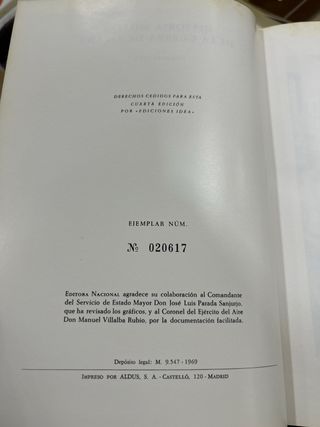 DERECHOS CEDIDOS PARA ESTA
CUARTA EDICIÓN
POR «EDICIONES IDEA»
EJEMPLAR NÚM.
Nº 020617
EDITORA NACIONAL agradece su colaboración al Comandante
del Servicio de Estado Mayor Don José Luis Parada Sanjurjo,
que ha revisado los gráficos, y al Coronel del Ejército del Aire
Don Manuel Villalba Rubio, por la documentación facilitada.
Depósito legal: M. 9.547 - 1969
IMPRESO POR ALDUS, S. A. - CASTELLÓ, 120 - MADRID